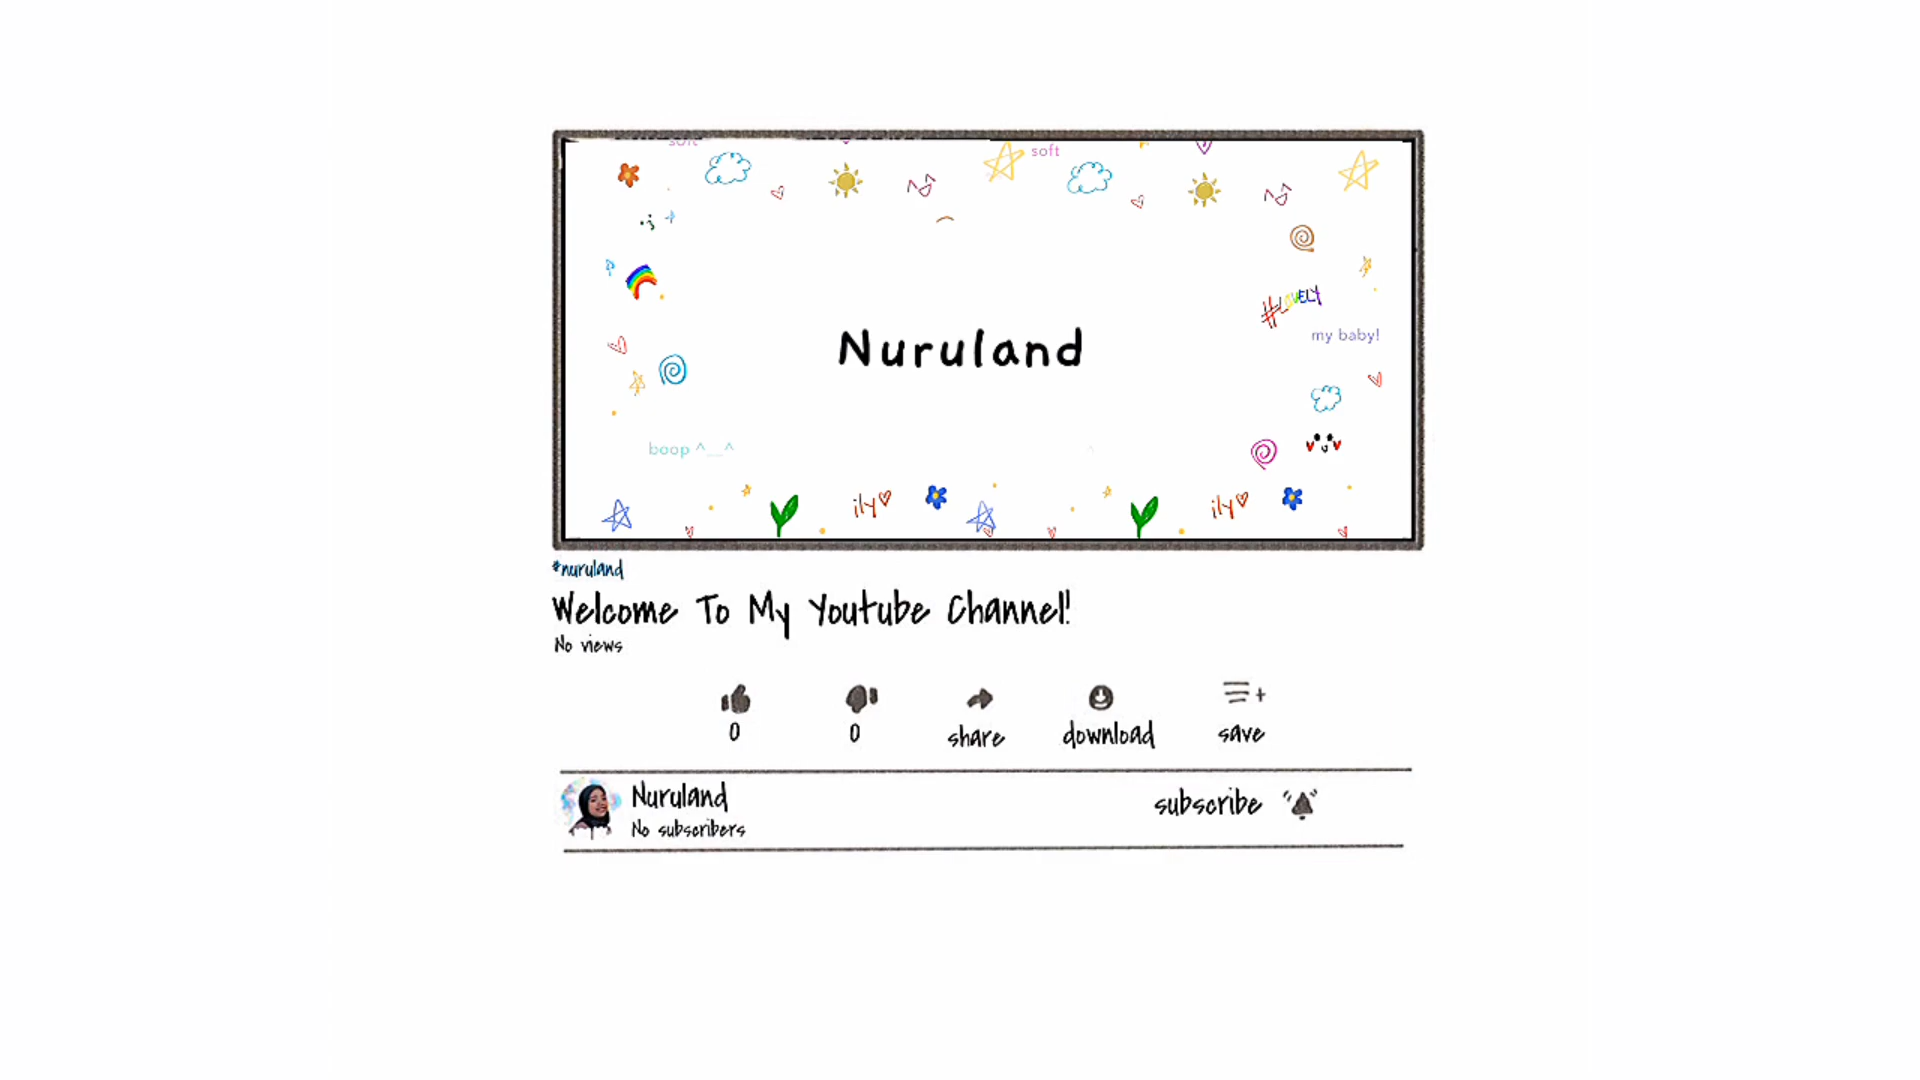 soft
soft
#LOVELY
my baby!
Nuruland
boop ^__^
ily♡
ily♡
#nuruland
Welcome To My Youtube Channel!
No views
0 0 share download save
Nuruland
No subscribers
subscribe